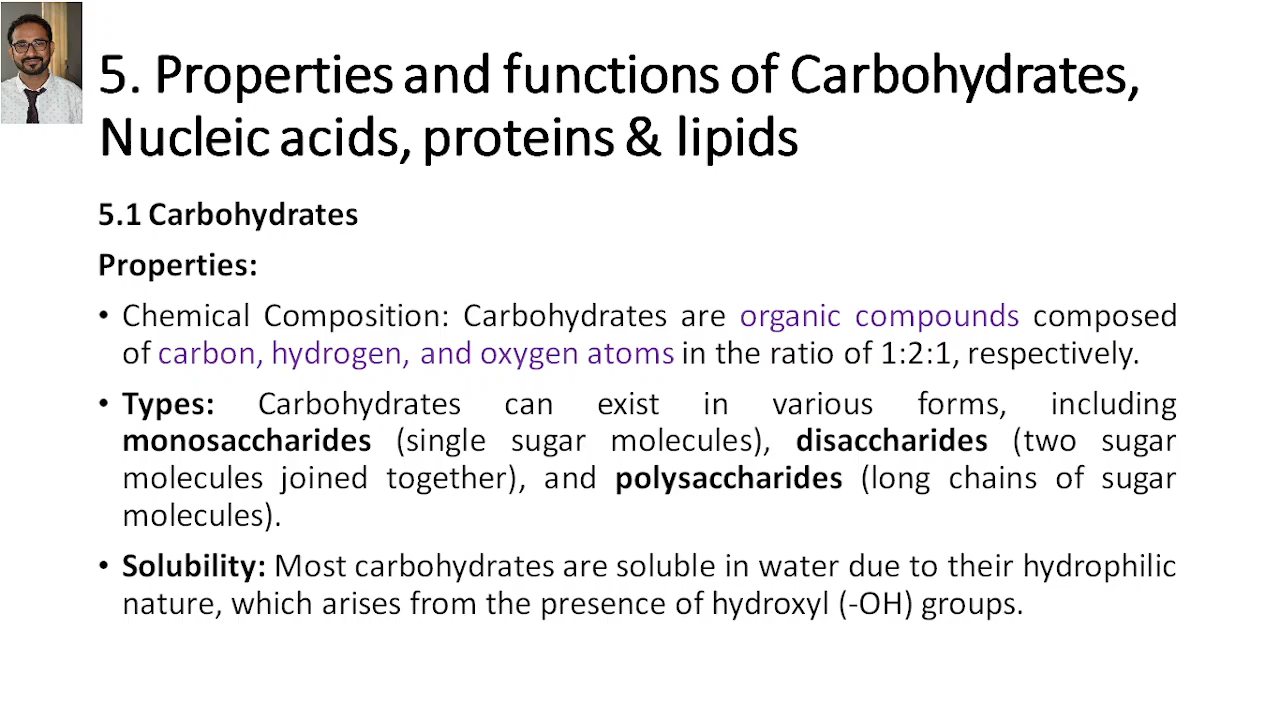 5. Properties and functions of Carbohydrates,
Nucleic acids, proteins & lipids
5.1 Carbohydrates
Properties:
• Chemical Composition: Carbohydrates are organic compounds composed
of carbon, hydrogen, and oxygen atoms in the ratio of 1:2:1, respectively.
• Types: Carbohydrates can exist in various forms, including
monosaccharides (single sugar molecules), disaccharides (two sugar
molecules joined together), and polysaccharides (long chains of sugar
molecules).
• Solubility: Most carbohydrates are soluble in water due to their hydrophilic
nature, which arises from the presence of hydroxyl (-OH) groups.